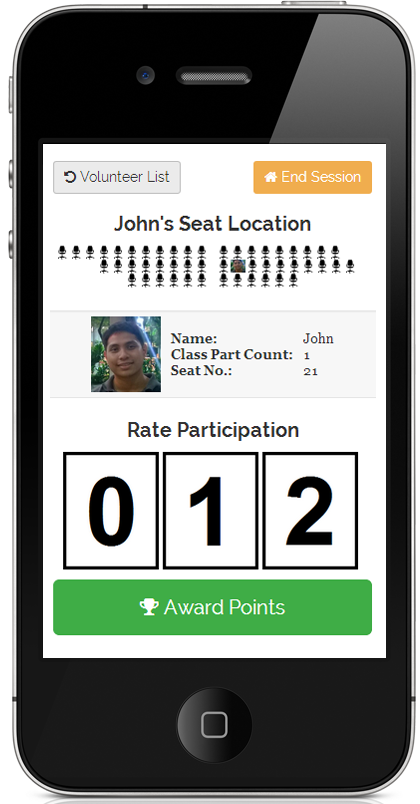 Volunteer List
End Session
John's Seat Location
Name: John
Class Part Count: 1
Seat No.: 21
Rate Participation
0 1 2
Award Points